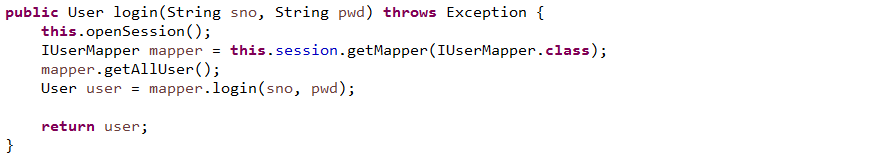 public User login(String sno, String pwd) throws Exception {
    this.openSession();
    IUserMapper mapper = this.session.getMapper(IUserMapper.class);
    mapper.getAllUser();
    User user = mapper.login(sno, pwd);

    return user;
}